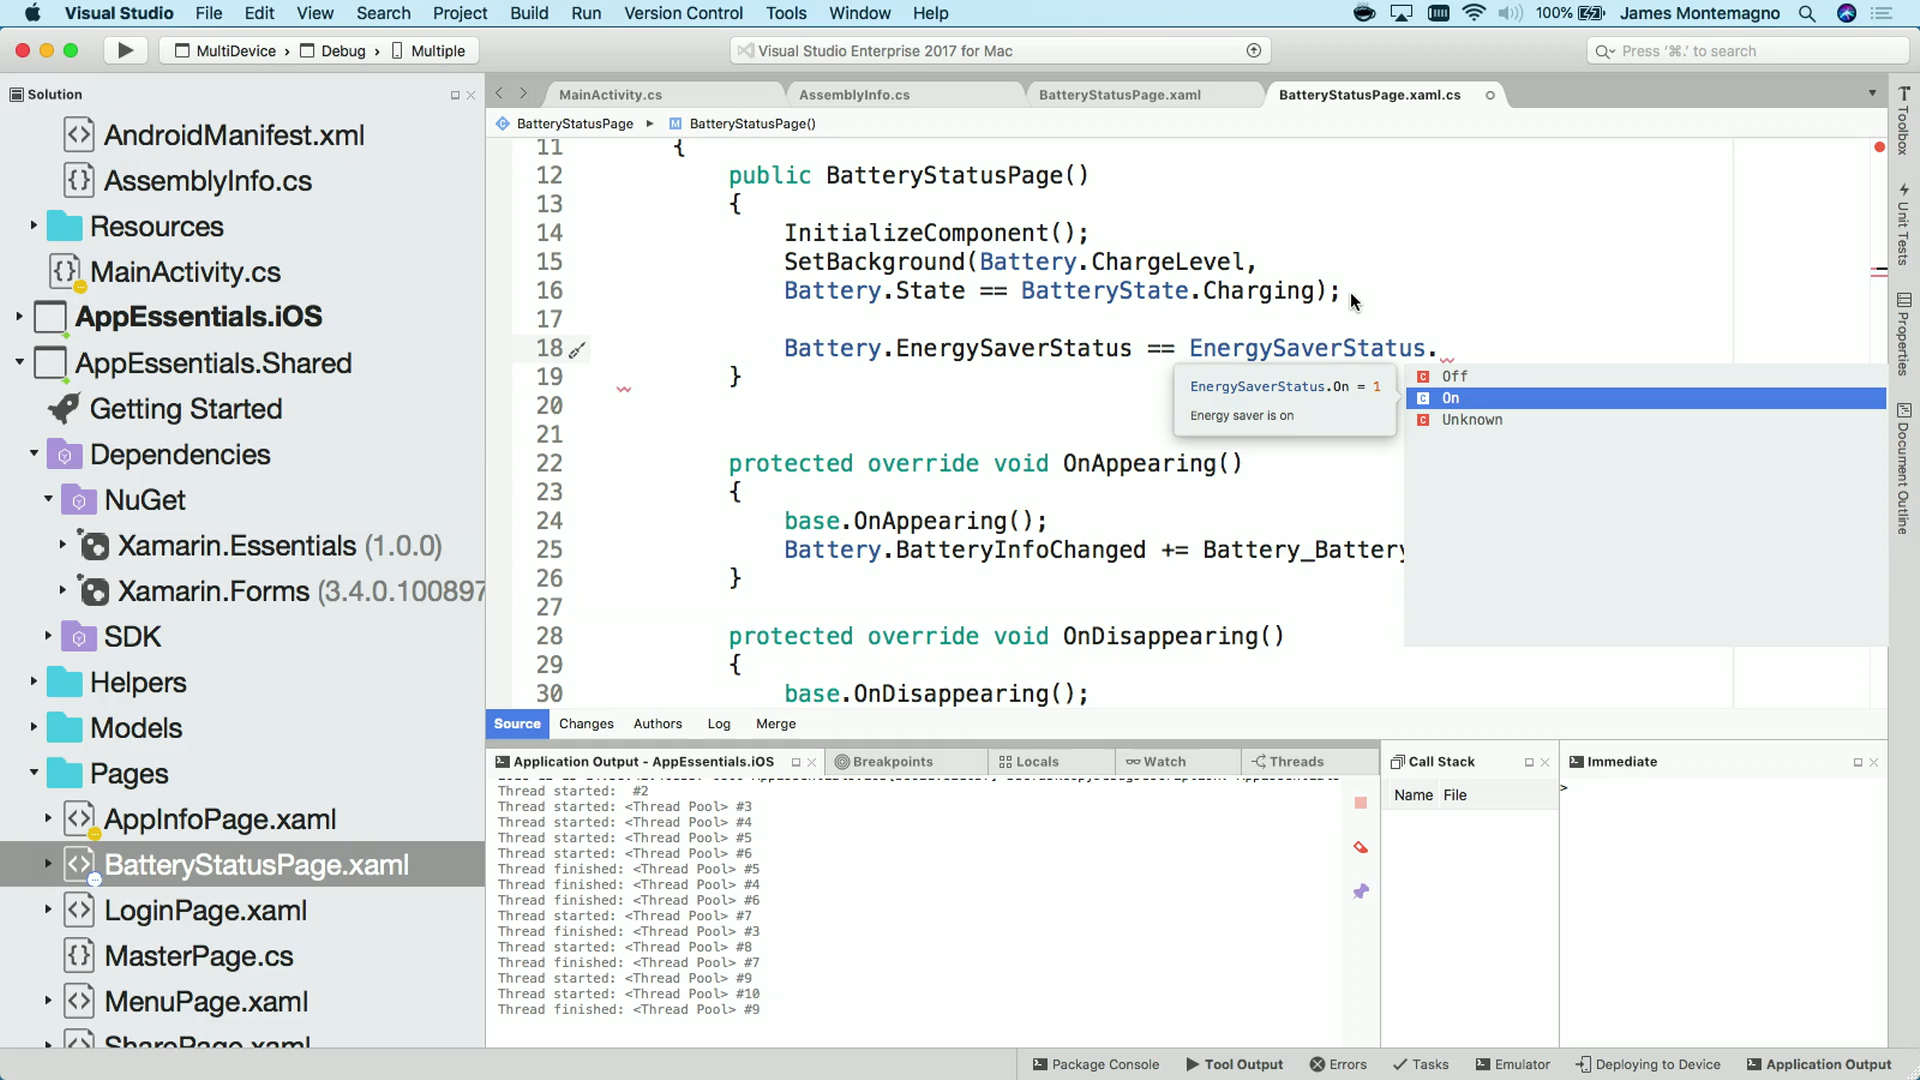 Visual Studio File Edit View Search Project Build Run Version Control Tools Window Help 100% James Montemagno
MultiDevice › Debug › Multiple
Visual Studio Enterprise 2017 for Mac
Press '⌘.' to search
Solution
AndroidManifest.xml
AssemblyInfo.cs
Resources
MainActivity.cs
AppEssentials.iOS
AppEssentials.Shared
Getting Started
Dependencies
NuGet
Xamarin.Essentials (1.0.0)
Xamarin.Forms (3.4.0.100897
SDK
Helpers
Models
Pages
AppInfoPage.xaml
BatteryStatusPage.xaml
LoginPage.xaml
MasterPage.cs
MenuPage.xaml
SharePage.xaml
MainActivity.cs AssemblyInfo.cs BatteryStatusPage.xaml BatteryStatusPage.xaml.cs
BatteryStatusPage BatteryStatusPage()
11 {
12 public BatteryStatusPage()
13 {
14 InitializeComponent();
15 SetBackground(Battery.ChargeLevel,
16 Battery.State == BatteryState.Charging);
17
18 Battery.EnergySaverStatus == EnergySaverStatus.
19 }
20
21
22 protected override void OnAppearing()
23 {
24 base.OnAppearing();
25 Battery.BatteryInfoChanged += Battery_Battery
26 }
27
28 protected override void OnDisappearing()
29 {
30 base.OnDisappearing();
EnergySaverStatus.On = 1
Energy saver is on
Off
On
Unknown
Toolbox
Unit Tests
Properties
Document Outline
Source Changes Authors Log Merge
Application Output - AppEssentials.iOS Breakpoints Locals Watch Threads
Thread started: #2
Thread started: <Thread Pool> #3
Thread started: <Thread Pool> #4
Thread started: <Thread Pool> #5
Thread started: <Thread Pool> #6
Thread finished: <Thread Pool> #5
Thread finished: <Thread Pool> #4
Thread finished: <Thread Pool> #6
Thread started: <Thread Pool> #7
Thread finished: <Thread Pool> #3
Thread started: <Thread Pool> #8
Thread finished: <Thread Pool> #7
Thread started: <Thread Pool> #9
Thread started: <Thread Pool> #10
Thread finished: <Thread Pool> #9
Call Stack
Name File
Immediate
>
Package Console Tool Output Errors Tasks Emulator Deploying to Device Application Output